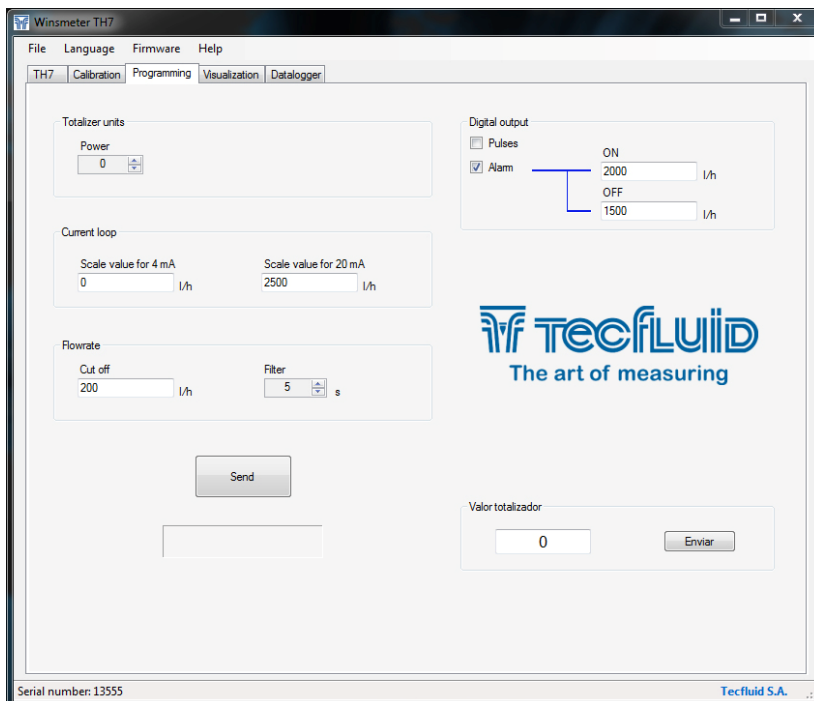 Winsmeter TH7
File Language Firmware Help
TH7 Calibration Programming Visualization Datalogger
Totalizer units
Power
0
Current loop
Scale value for 4 mA Scale value for 20 mA
0 l/h 2500 l/h
Flowrate
Cut off Filter
200 l/h 5 s
Send
Digital output
Pulses
Alarm
ON
2000 l/h
OFF
1500 l/h
TECFLUID
The art of measuring
Valor totalizador
0 Enviar
Serial number: 13555 Tecfluid S.A.